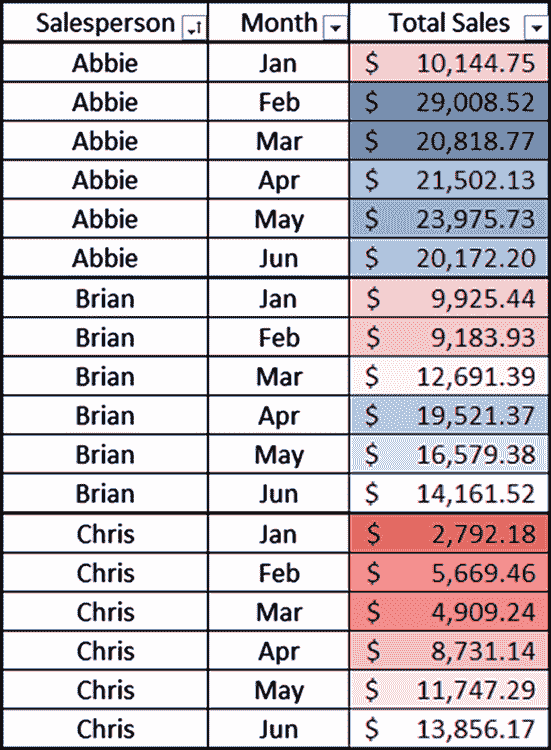 Salesperson Month Total Sales
Abbie Jan $ 10,144.75
Abbie Feb $ 29,008.52
Abbie Mar $ 20,818.77
Abbie Apr $ 21,502.13
Abbie May $ 23,975.73
Abbie Jun $ 20,172.20
Brian Jan $ 9,925.44
Brian Feb $ 9,183.93
Brian Mar $ 12,691.39
Brian Apr $ 19,521.37
Brian May $ 16,579.38
Brian Jun $ 14,161.52
Chris Jan $ 2,792.18
Chris Feb $ 5,669.46
Chris Mar $ 4,909.24
Chris Apr $ 8,731.14
Chris May $ 11,747.29
Chris Jun $ 13,856.17